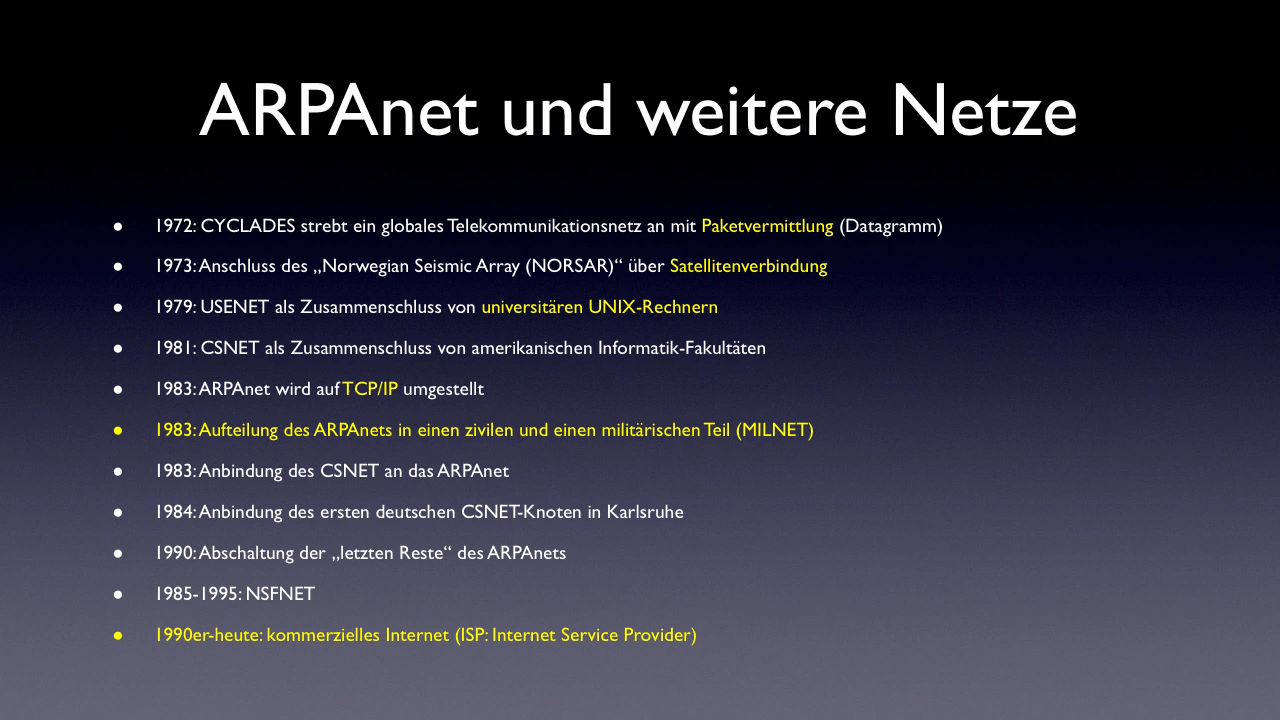 ARPAnet und weitere Netze
• 1972: CYCLADES strebt ein globales Telekommunikationsnetz an mit Paketvermittlung (Datagramm)
• 1973: Anschluss des „Norwegian Seismic Array (NORSAR)“ über Satellitenverbindung
• 1979: USENET als Zusammenschluss von universitären UNIX-Rechnern
• 1981: CSNET als Zusammenschluss von amerikanischen Informatik-Fakultäten
• 1983: ARPAnet wird auf TCP/IP umgestellt
• 1983: Aufteilung des ARPAnets in einen zivilen und einen militärischen Teil (MILNET)
• 1983: Anbindung des CSNET an das ARPAnet
• 1984: Anbindung des ersten deutschen CSNET-Knoten in Karlsruhe
• 1990: Abschaltung der „letzten Reste“ des ARPAnets
• 1985-1995: NSFNET
• 1990er-heute: kommerzielles Internet (ISP: Internet Service Provider)